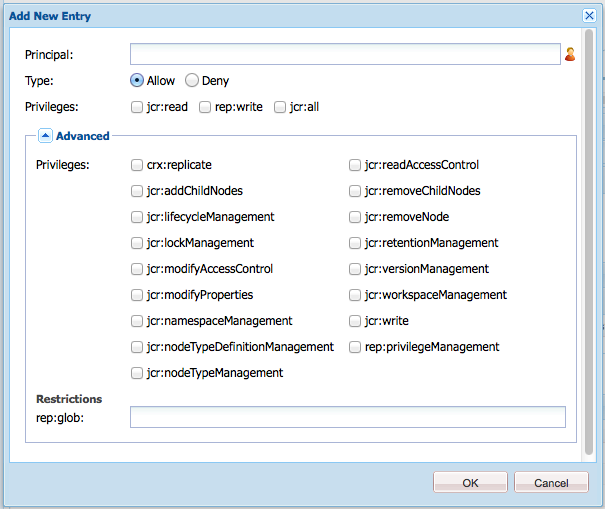 Add New Entry
Principal:
Type: Allow Deny
Privileges: jcr:read rep:write jcr:all
Advanced
Privileges: crx:replicate jcr:readAccessControl
jcr:addChildNodes jcr:removeChildNodes
jcr:lifecycleManagement jcr:removeNode
jcr:lockManagement jcr:retentionManagement
jcr:modifyAccessControl jcr:versionManagement
jcr:modifyProperties jcr:workspaceManagement
jcr:namespaceManagement jcr:write
jcr:nodeTypeDefinitionManagement rep:privilegeManagement
jcr:nodeTypeManagement
Restrictions
rep:glob:
OK Cancel